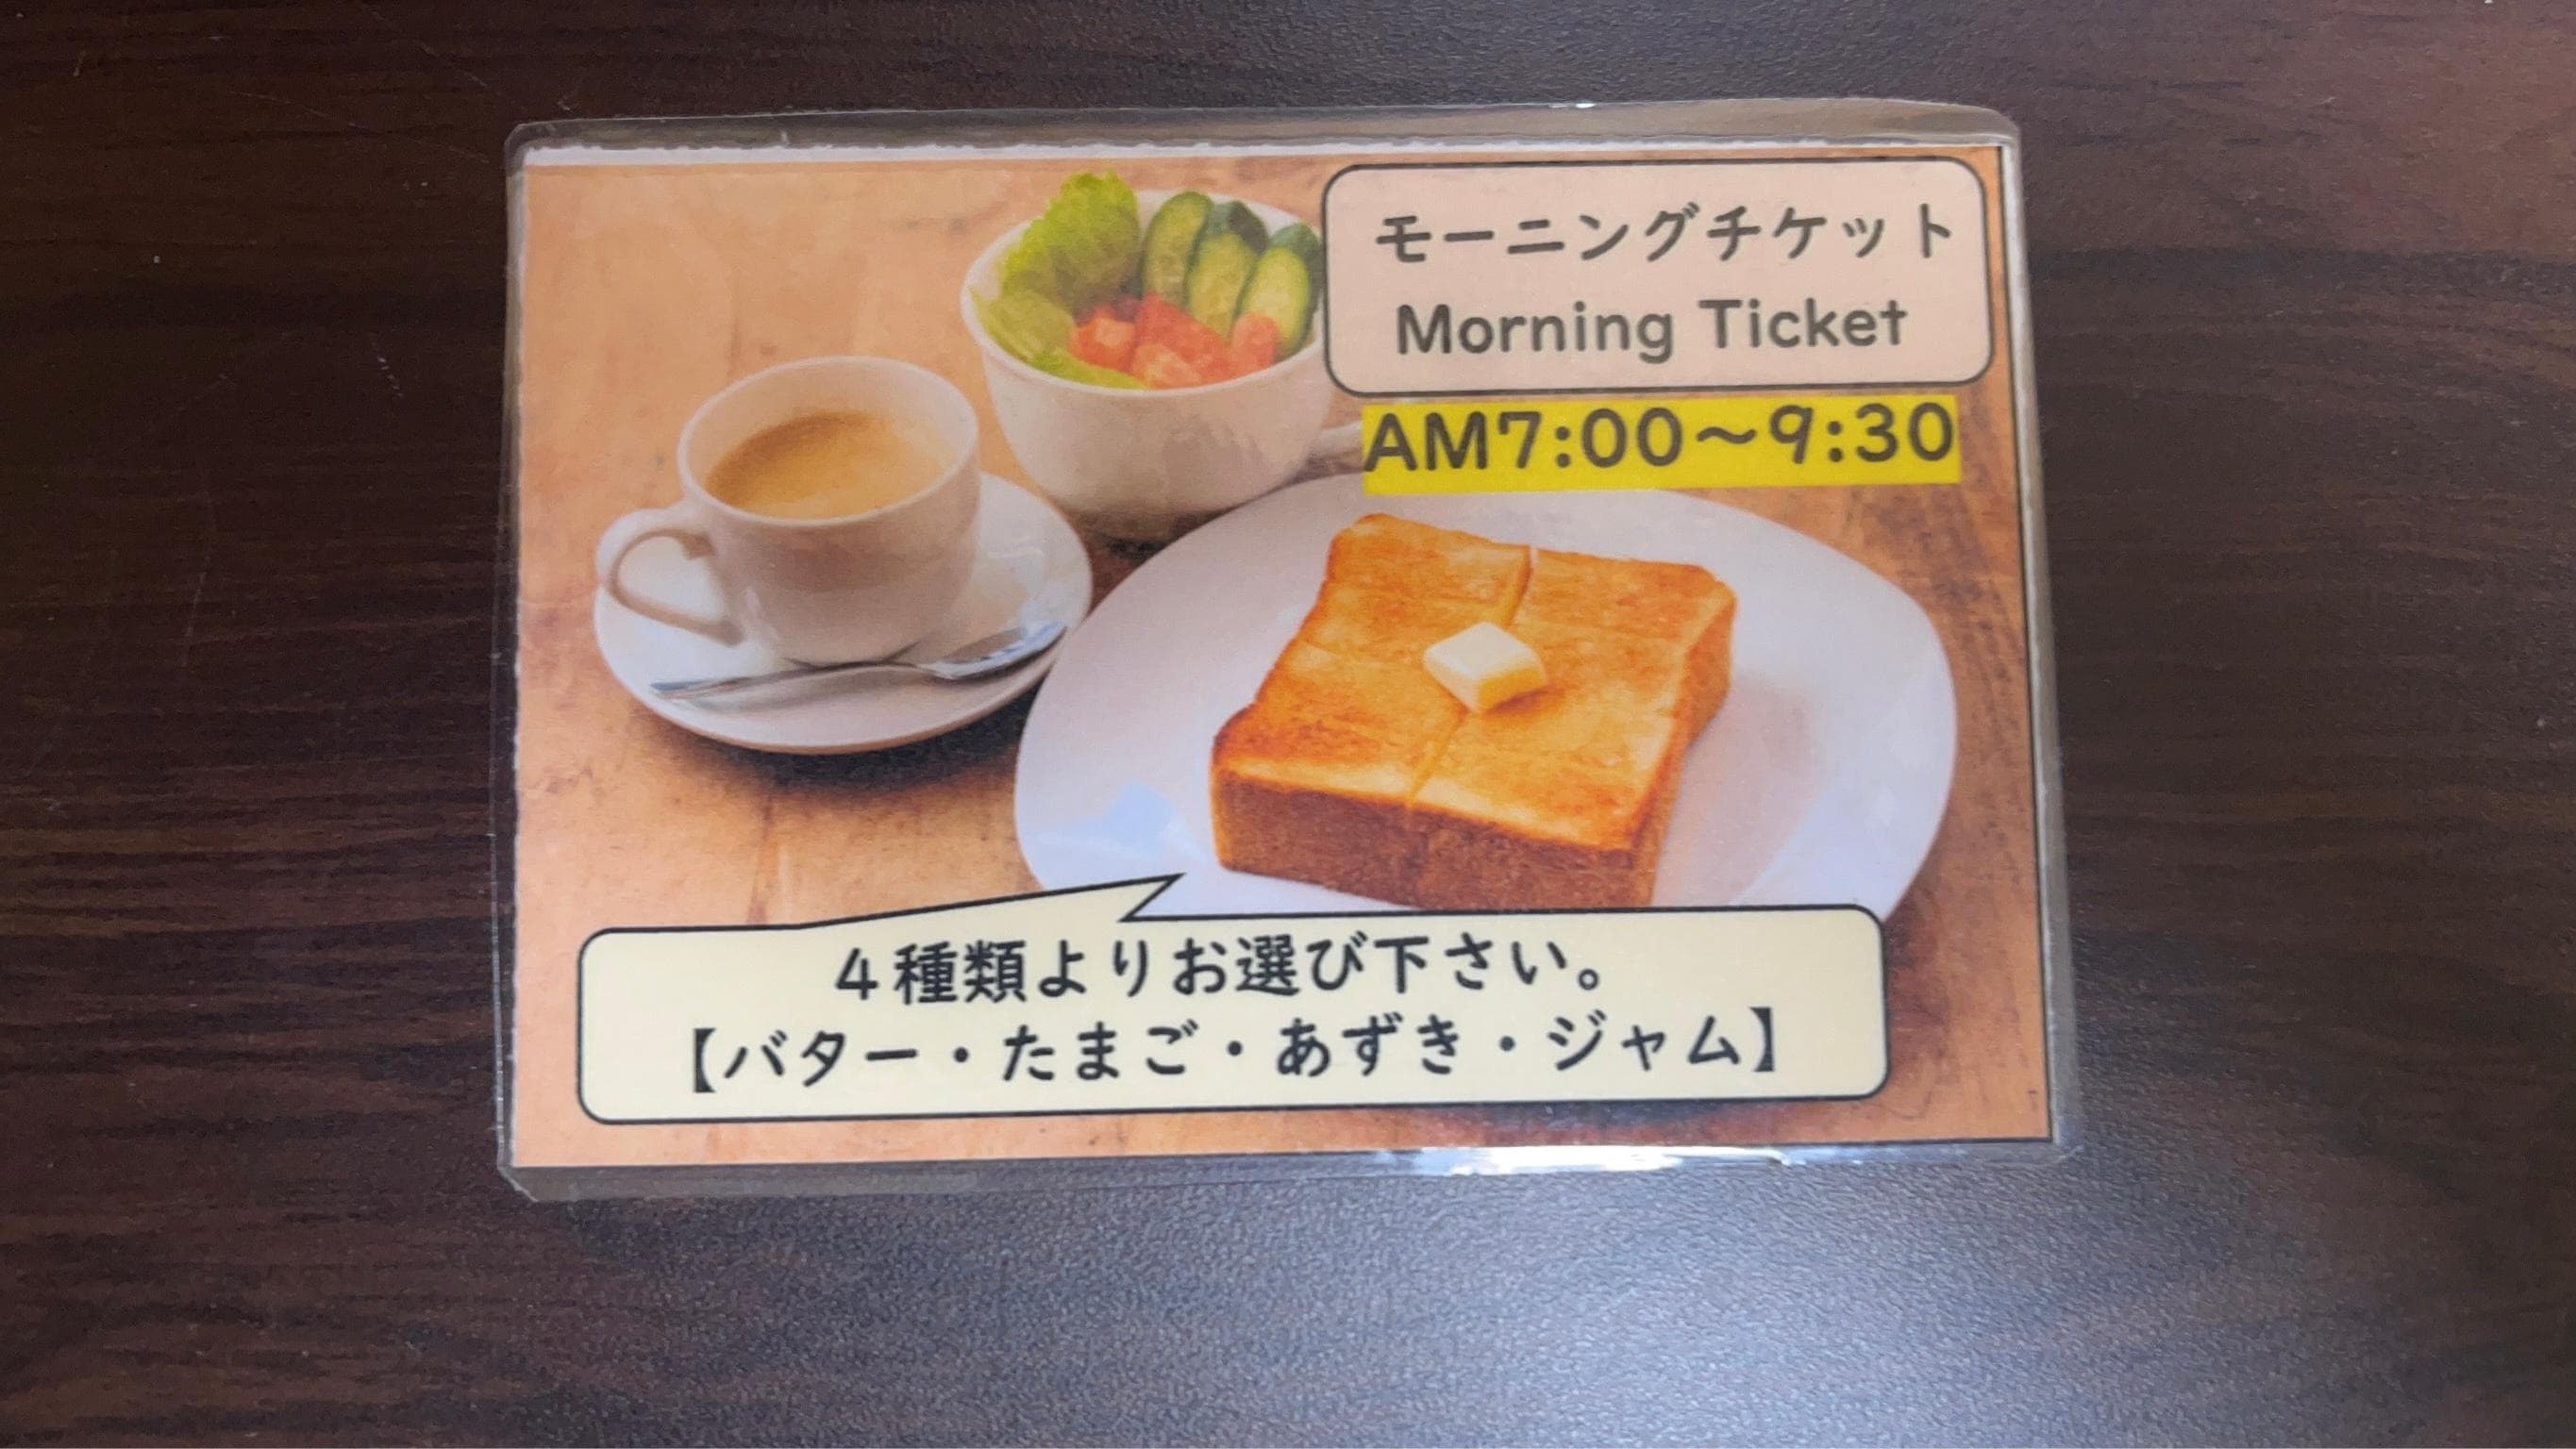 モーニングチケット
Morning Ticket
AM7:00～9:30
４種類よりお選び下さい。
【バター・たまご・あずき・ジャム】